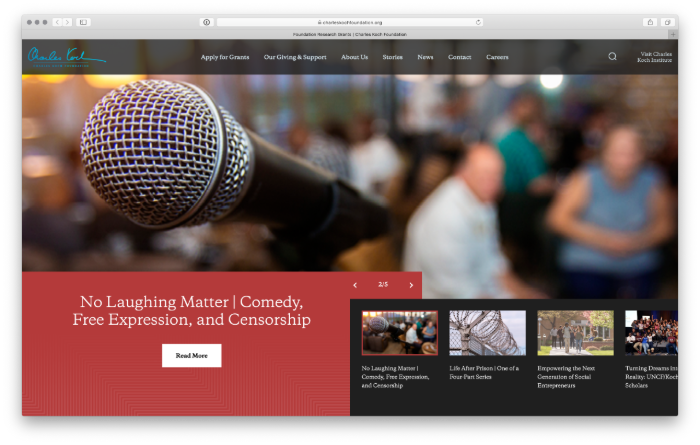 charleskochfoundation.org
Foundation Research Grants | Charles Koch Foundation
Charles Koch
Apply for Grants
Our Giving & Support
About Us
Stories
News
Contact
Careers
Visit Charles
Koch Institute
2/5
No Laughing Matter | Comedy,
Free Expression, and Censorship
Read More
No Laughing Matter |
Comedy, Free Expression,
and Censorship
Life After Prison | One of a
Four-Part Series
Empowering the Next
Generation of Social
Entrepreneurs
Turning Dreams Int
Reality: UNCF/Koch
Scholars